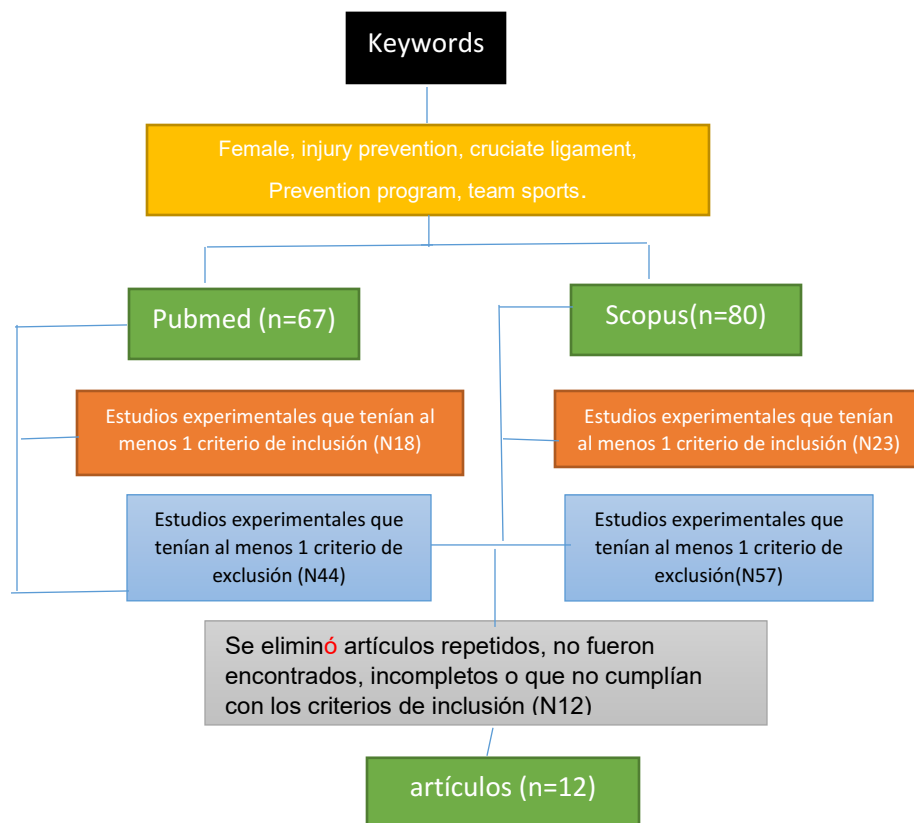 Keywords
Female, injury prevention, cruciate ligament,
Prevention program, team sports.
Pubmed (n=67)
Scopus(n=80)
Estudios experimentales que tenían al
menos 1 criterio de inclusión (N18)
Estudios experimentales que tenían
al menos 1 criterio de inclusión (N23)
Estudios experimentales que
tenían al menos 1 criterio de
exclusión (N44)
Estudios experimentales que
tenían al menos 1 criterio de
exclusión(N57)
Se eliminó artículos repetidos, no fueron
encontrados, incompletos o que no cumplían
con los criterios de inclusión (N12)
artículos (n=12)